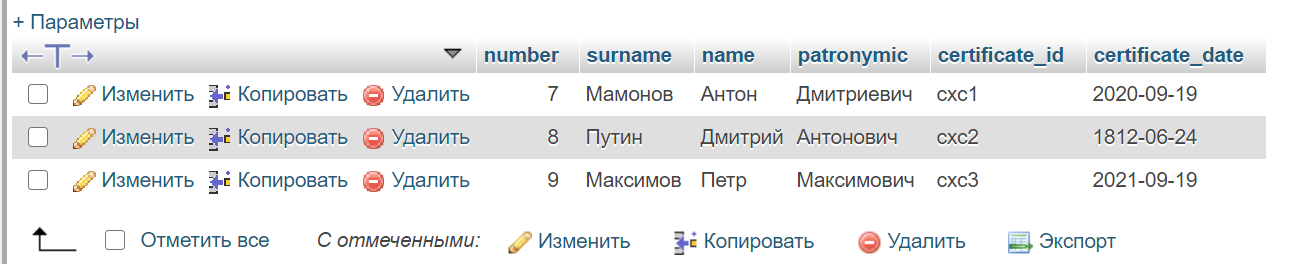 + Параметры
number surname name patronymic certificate_id certificate_date
Изменить Копировать Удалить 7 Мамонов Антон Дмитриевич cxc1 2020-09-19
Изменить Копировать Удалить 8 Путин Дмитрий Антонович cxc2 1812-06-24
Изменить Копировать Удалить 9 Максимов Петр Максимович cxc3 2021-09-19
Отметить все С отмеченными: Изменить Копировать Удалить Экспорт